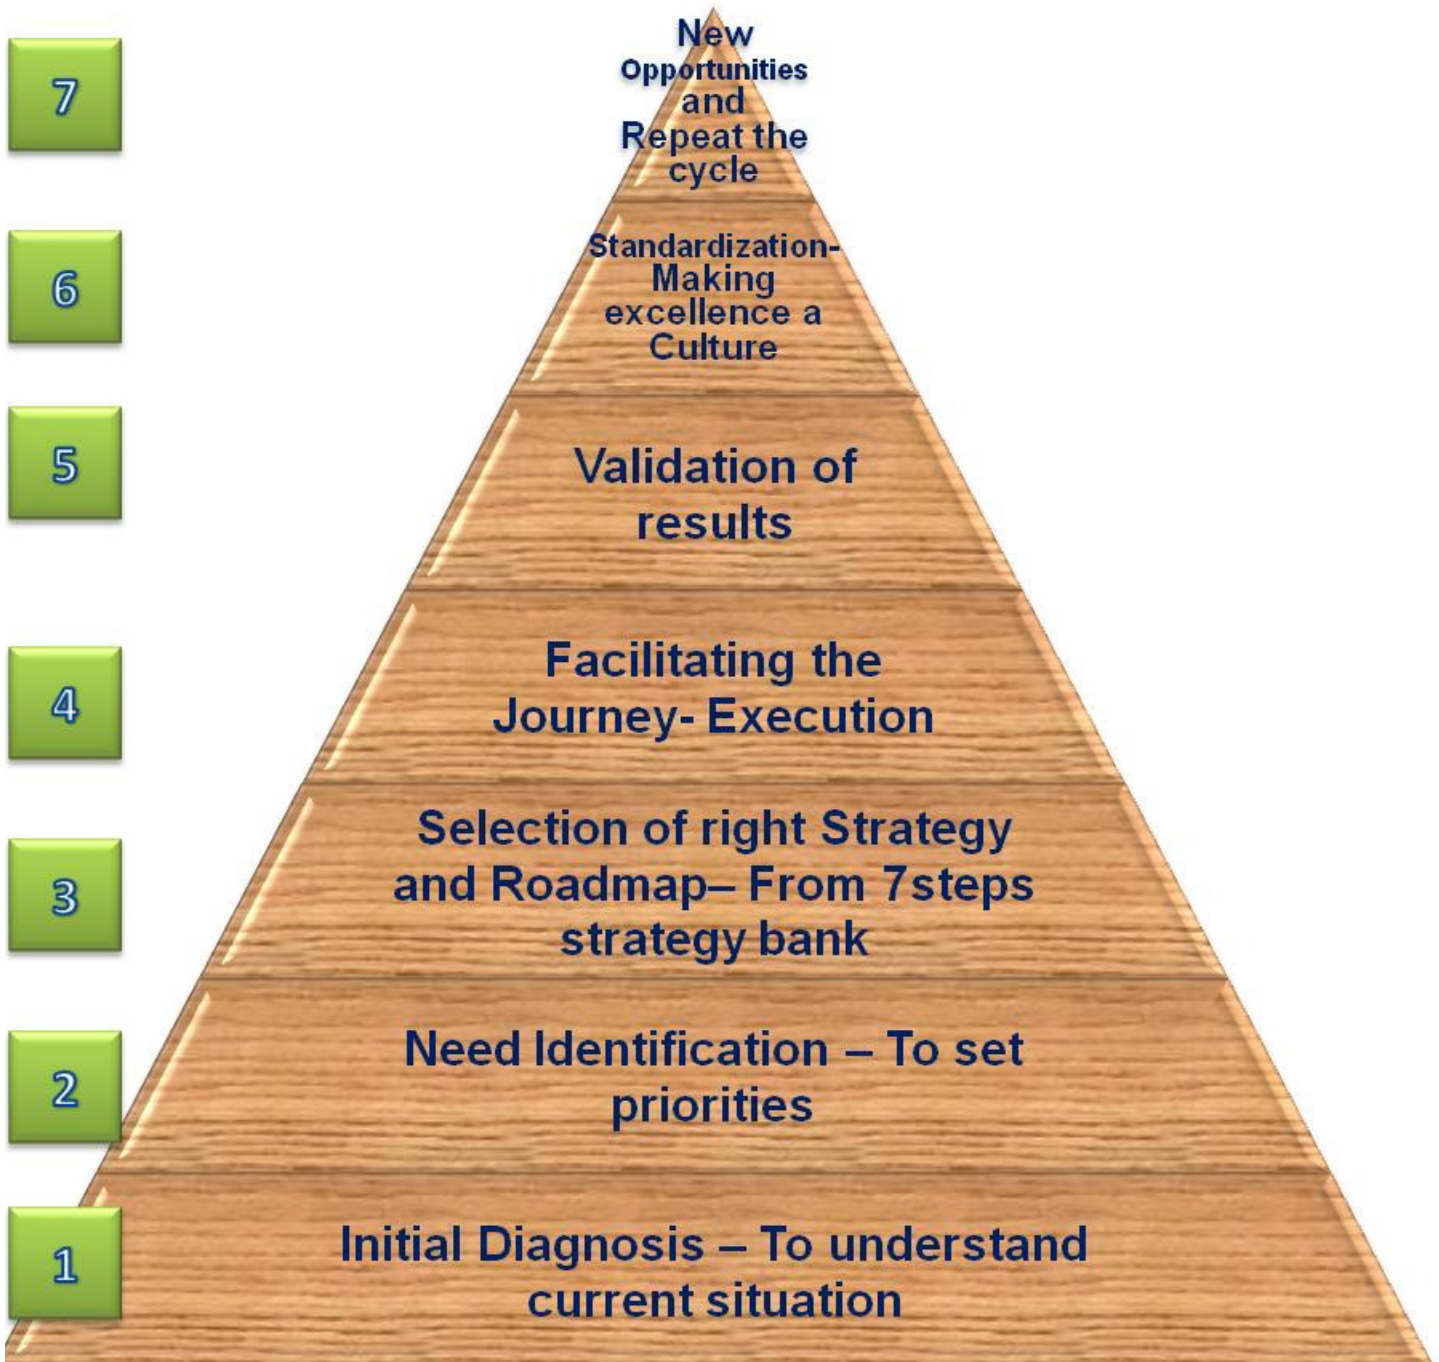 7
New
Opportunities
and
Repeat the
cycle
6
Standardization-
Making
excellence a
Culture
5
Validation of
results
4
Facilitating the
Journey- Execution
3
Selection of right Strategy
and Roadmap– From 7steps
strategy bank
2
Need Identification – To set
priorities
1
Initial Diagnosis – To understand
current situation